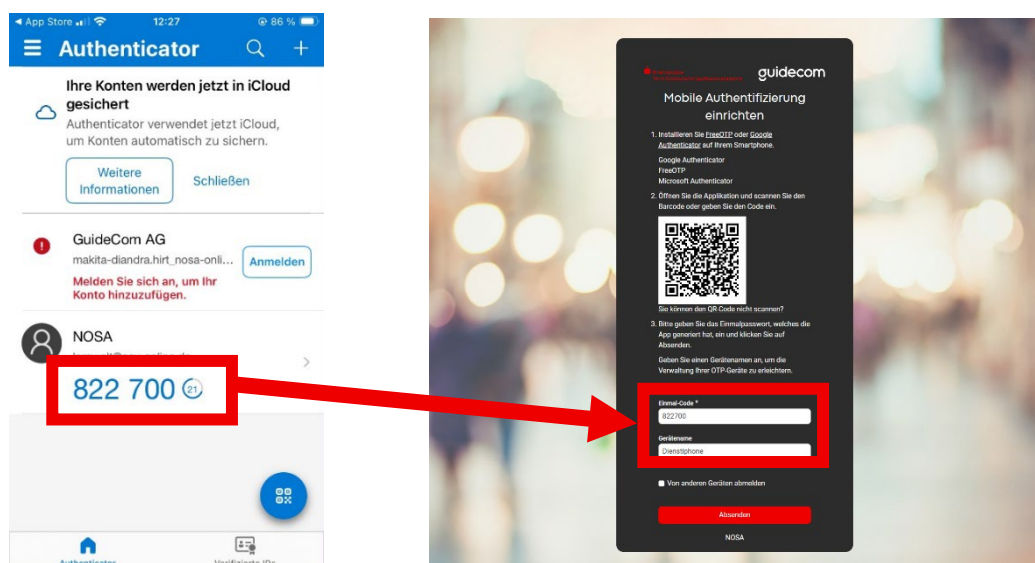 App Store
12:27
86 %
Authenticator
Ihre Konten werden jetzt in iCloud
gesichert
Authenticator verwendet jetzt iCloud,
um Konten automatisch zu sichern.
Weitere
Informationen
Schließen
GuideCom AG
makita-diandra.hirt_nosa-onli...
Anmelden
Melden Sie sich an, um Ihr
Konto hinzuzufügen.
NOSA
822 700
21
Authenticator
Verifizierte IDs
guidecom
Mobile Authentifizierung
einrichten
1. Installieren Sie FreeOTP oder Google
Authenticator auf Ihrem Smartphone.
Google Authenticator
FreeOTP
Microsoft Authenticator
2. Öffnen Sie die Applikation und scannen Sie den
Barcode oder geben Sie den Code ein.
Sie können den QR-Code nicht scannen?
3. Bitte geben Sie das Einmalpasswort, welches die
App generiert hat, ein und klicken Sie auf
Absenden.
Geben Sie einen Gerätenamen an, um die
Verwaltung Ihrer OTP-Geräte zu erleichtern.
Einmal-Code *
822700
Gerätename
Dienstiphone
Von anderen Geräten abmelden
Absenden
NOSA